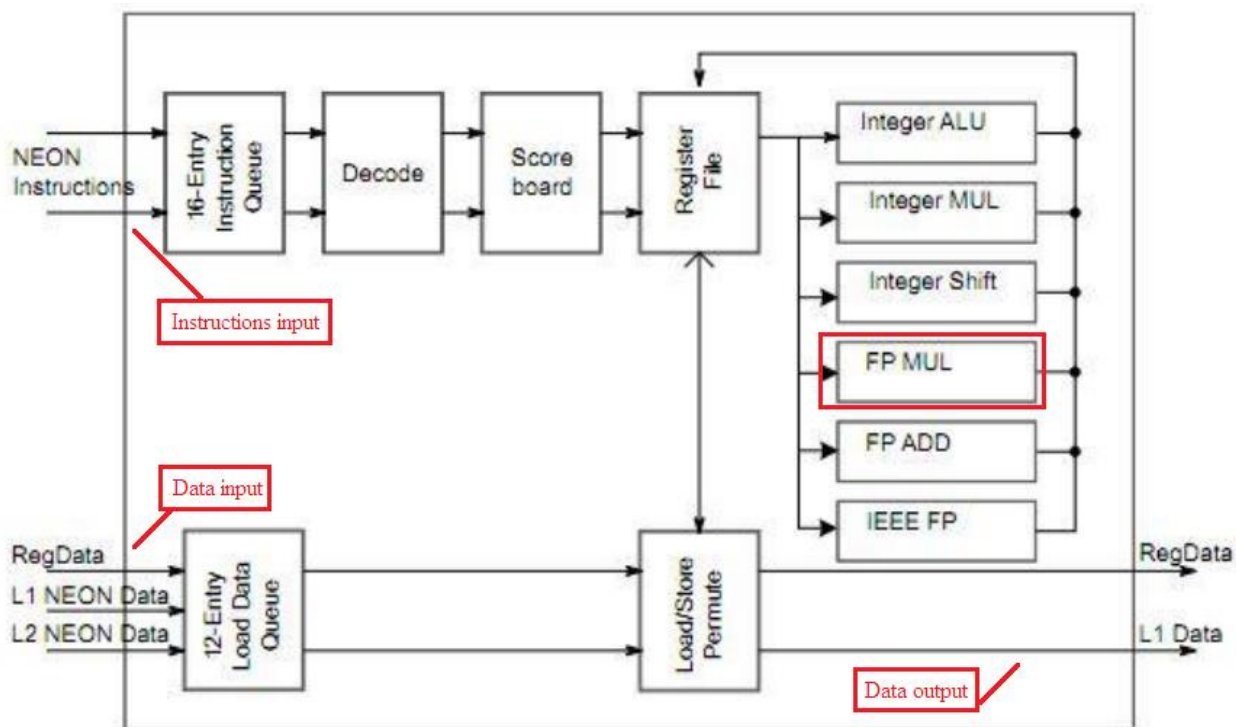 NEON
Instructions
16-Entry
Instruction
Queue
Decode
Score
board
Register
File
Integer ALU
Integer MUL
Integer Shift
FP MUL
FP ADD
IEEE FP
Instructions input
Data input
RegData
L1 NEON Data
L2 NEON Data
12-Entry
Load Data
Queue
Load/Store
Permute
RegData
L1 Data
Data output